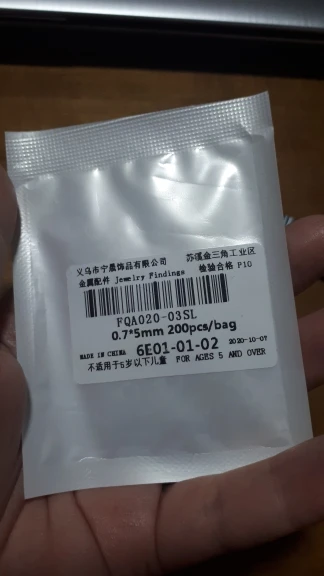 义乌市宁晨饰品有限公司 苏溪金三角工业区
金属配件 Jewelry Findings 检验合格 P1G
FQA020-03SL
0.7*5mm 200pcs/bag
MADE IN CHINA 6E01-01-02 2020-10-07
不适用于5岁以下儿童 FOR AGES 5 AND OVER